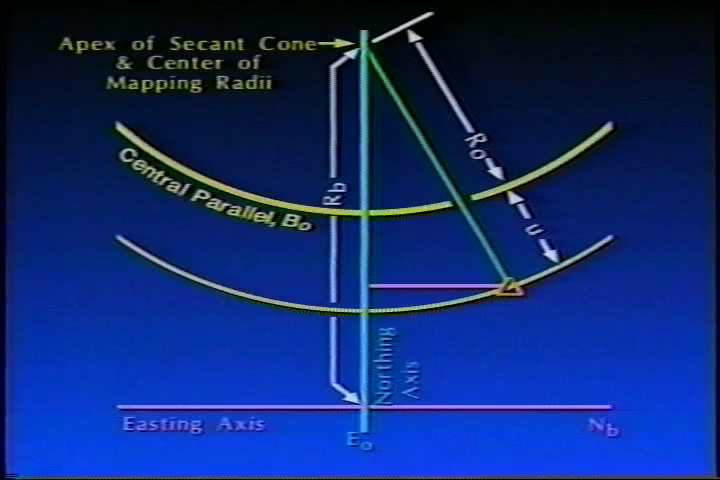 Apex of Secant Cone
& Center of
Mapping Radii
Ro
Central Parallel, Bo
Rb
u
Northing
Axis
Easting Axis
Nb
Eo